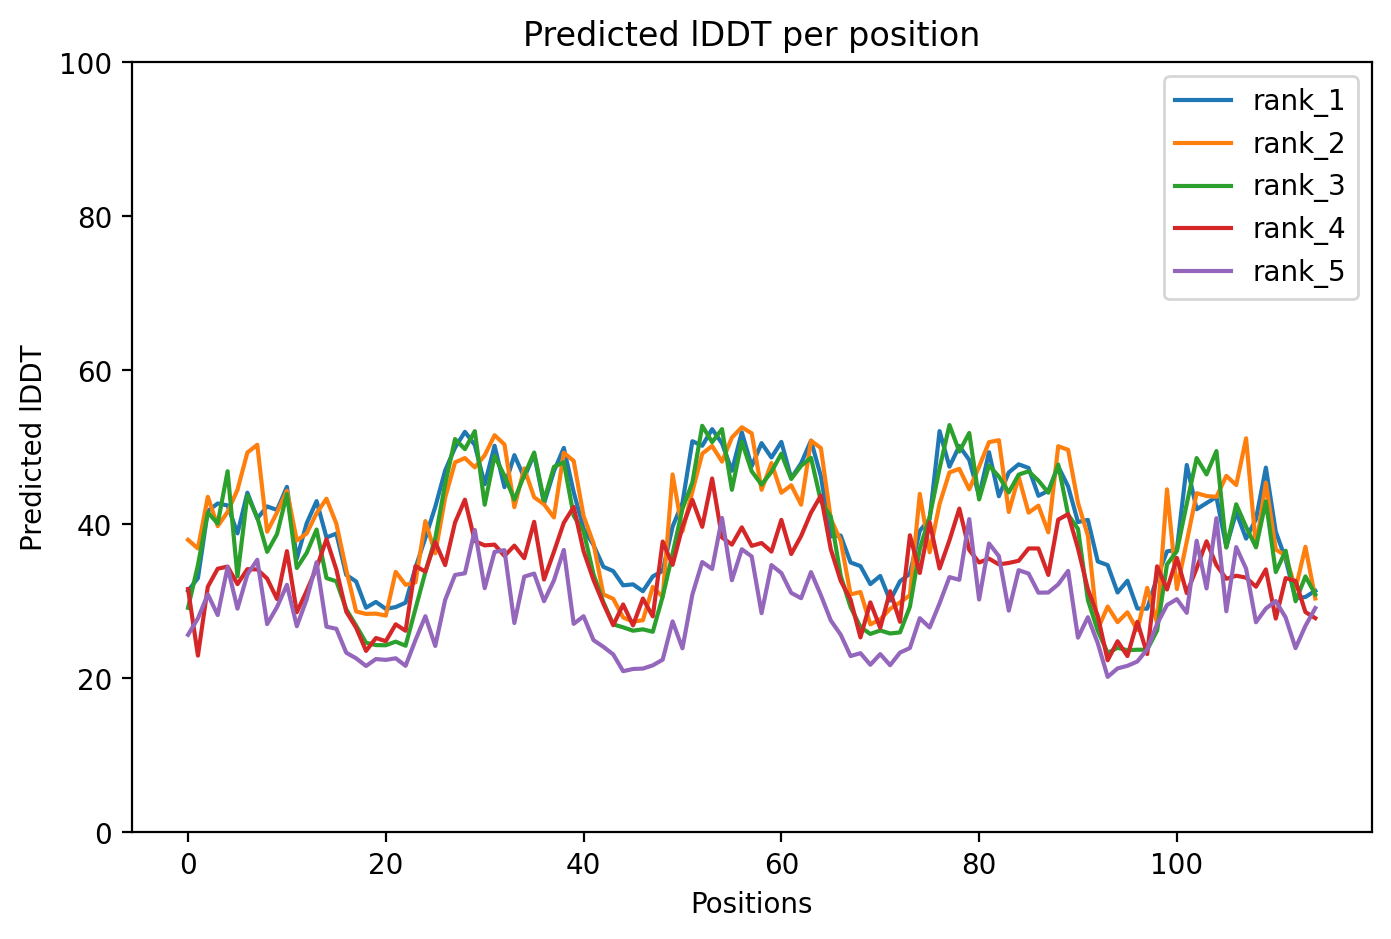 Predicted lDDT per position
100
80
60
40
20
0
Predicted lDDT
0 20 40 60 80 100
Positions
rank_1
rank_2
rank_3
rank_4
rank_5